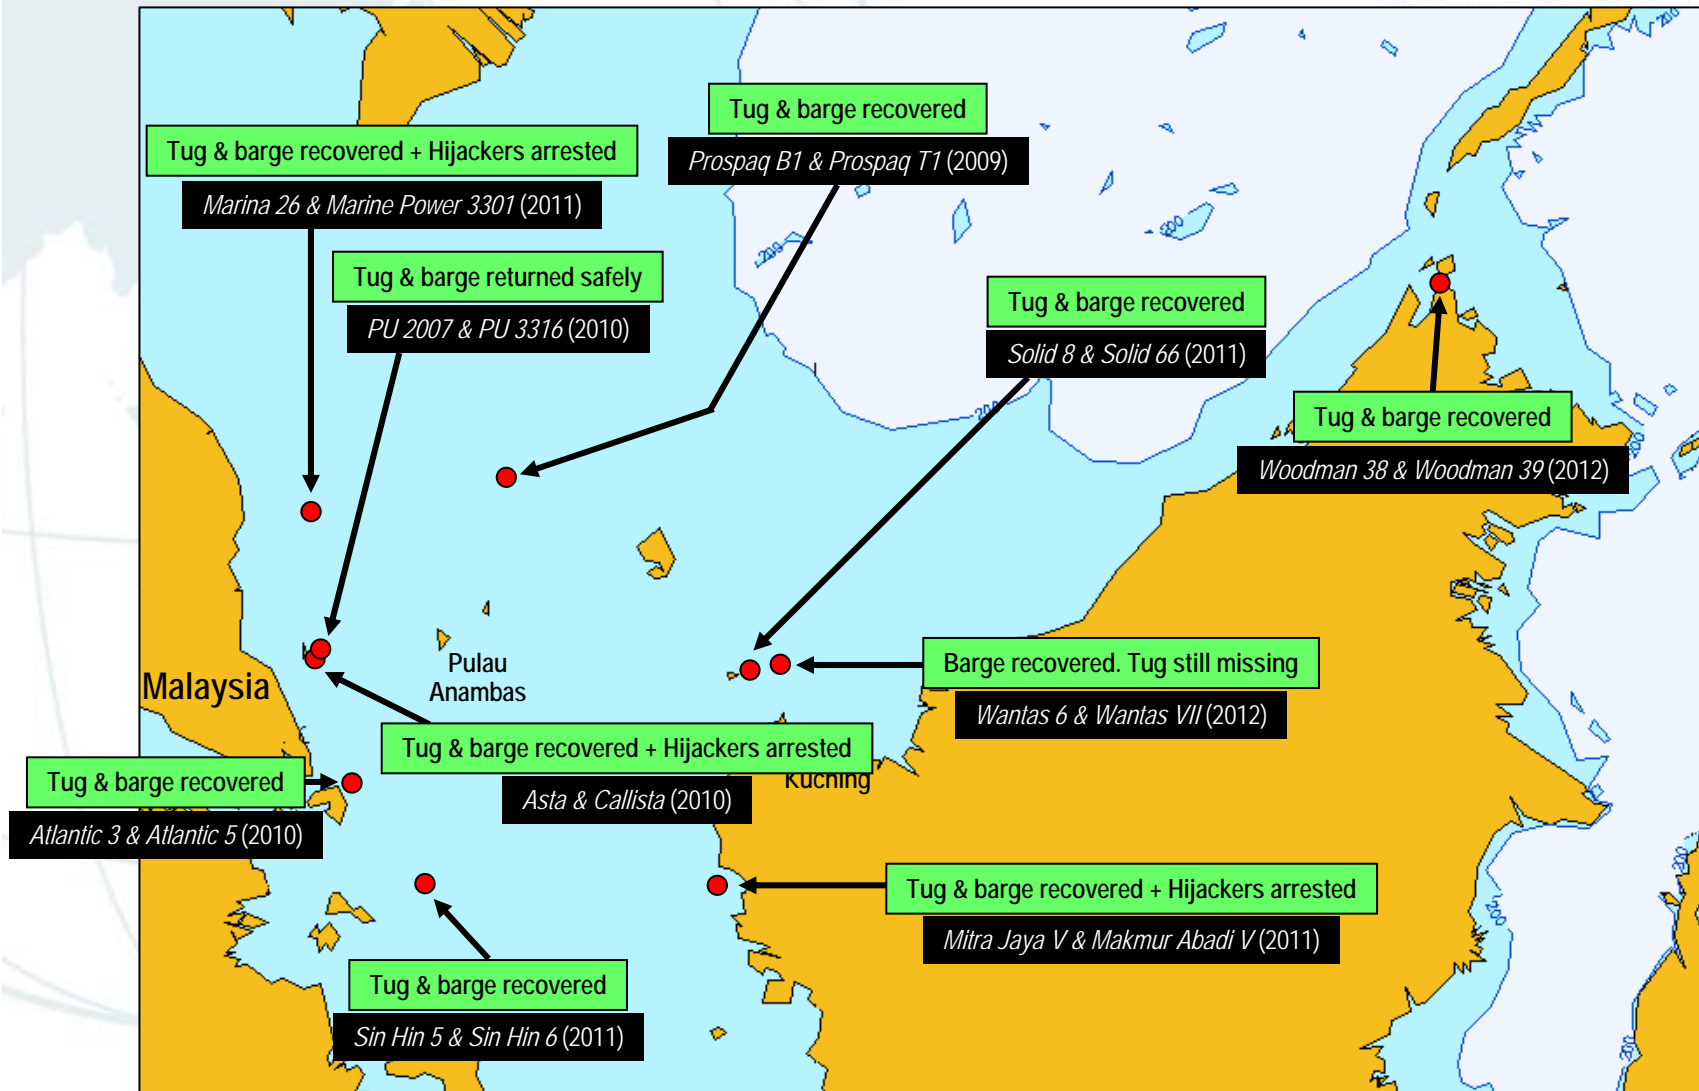 Tug & barge recovered
Prospaq B1 & Prospaq T1 (2009)
Tug & barge recovered + Hijackers arrested
Marina 26 & Marine Power 3301 (2011)
Tug & barge returned safely
PU 2007 & PU 3316 (2010)
Tug & barge recovered
Solid 8 & Solid 66 (2011)
Tug & barge recovered
Woodman 38 & Woodman 39 (2012)
Pulau
Anambas
Malaysia
Barge recovered. Tug still missing
Wantas 6 & Wantas VII (2012)
Tug & barge recovered + Hijackers arrested
Asta & Callista (2010)
Kuching
Tug & barge recovered
Atlantic 3 & Atlantic 5 (2010)
Tug & barge recovered + Hijackers arrested
Mitra Jaya V & Makmur Abadi V (2011)
Tug & barge recovered
Sin Hin 5 & Sin Hin 6 (2011)
200
200
200
200